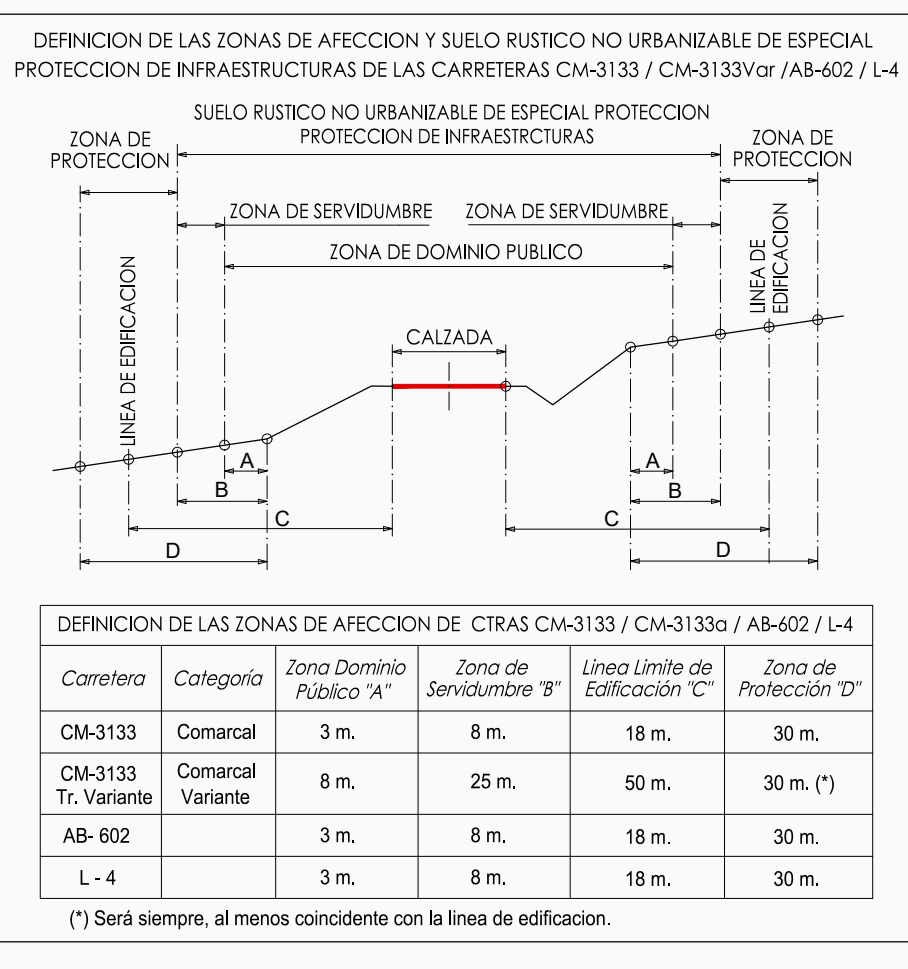 DEFINICION DE LAS ZONAS DE AFECCION Y SUELO RUSTICO NO URBANIZABLE DE ESPECIAL
PROTECCION DE INFRAESTRUCTURAS DE LAS CARRETERAS CM-3133 / CM-3133Var /AB-602 / L-4
SUELO RUSTICO NO URBANIZABLE DE ESPECIAL PROTECCION
PROTECCION DE INFRAESTRCTURAS
ZONA DE
PROTECCION
ZONA DE
PROTECCION
ZONA DE SERVIDUMBRE
ZONA DE SERVIDUMBRE
ZONA DE DOMINIO PUBLICO
LINEA DE EDIFICACION
LINEA DE
EDIFICACION
CALZADA
A
B
C
D
A
B
C
D
DEFINICION DE LAS ZONAS DE AFECCION DE CTRAS CM-3133 / CM-3133a / AB-602 / L-4
Carretera
Categoría
Zona Dominio
Público "A"
Zona de
Servidumbre "B"
Linea Limite de
Edificación "C"
Zona de
Protección "D"
CM-3133
Comarcal
3 m.
8 m.
18 m.
30 m.
CM-3133
Tr. Variante
Comarcal
Variante
8 m.
25 m.
50 m.
30 m. (*)
AB- 602
3 m.
8 m.
18 m.
30 m.
L - 4
3 m.
8 m.
18 m.
30 m.
(*) Será siempre, al menos coincidente con la linea de edificacion.